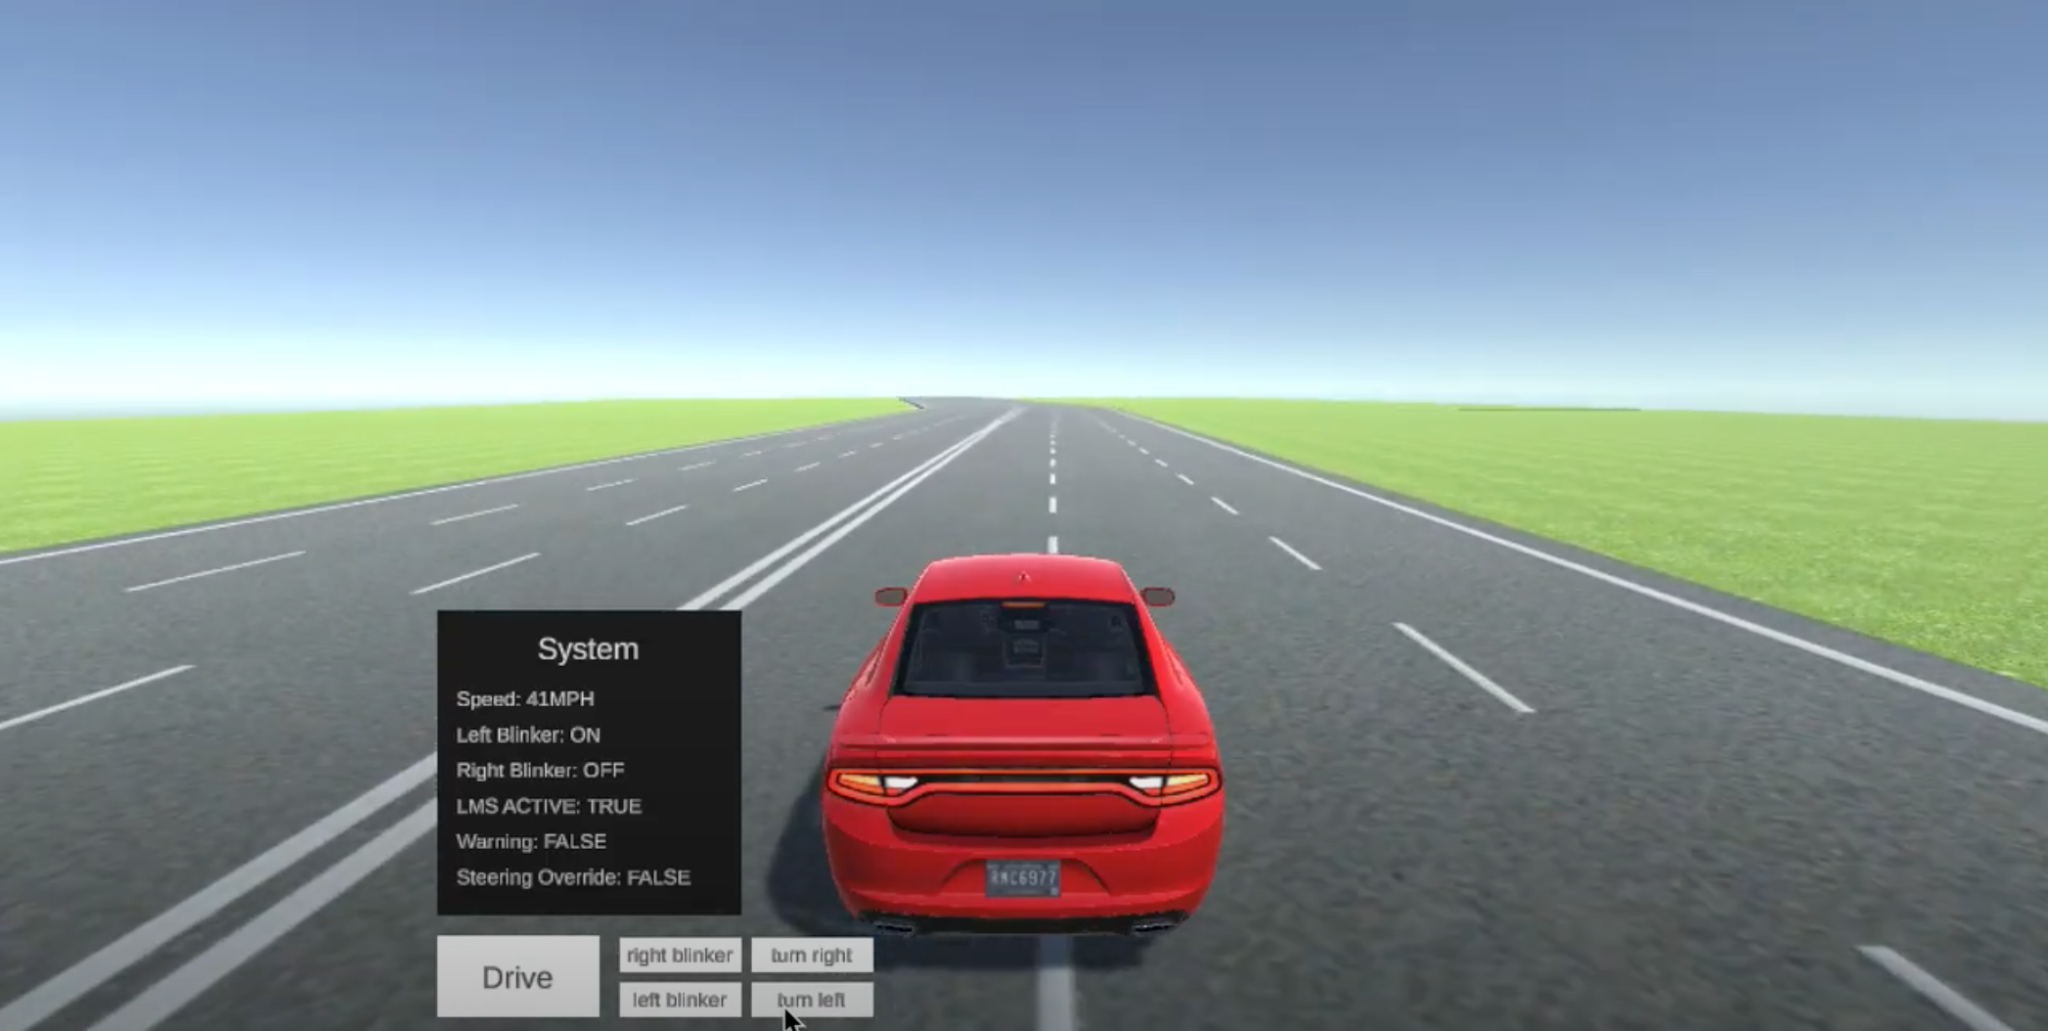 System
Speed: 41MPH
Left Blinker: ON
Right Blinker: OFF
LMS ACTIVE: TRUE
Warning: FALSE
Steering Override: FALSE
Drive
right blinker
turn right
left blinker
turn left